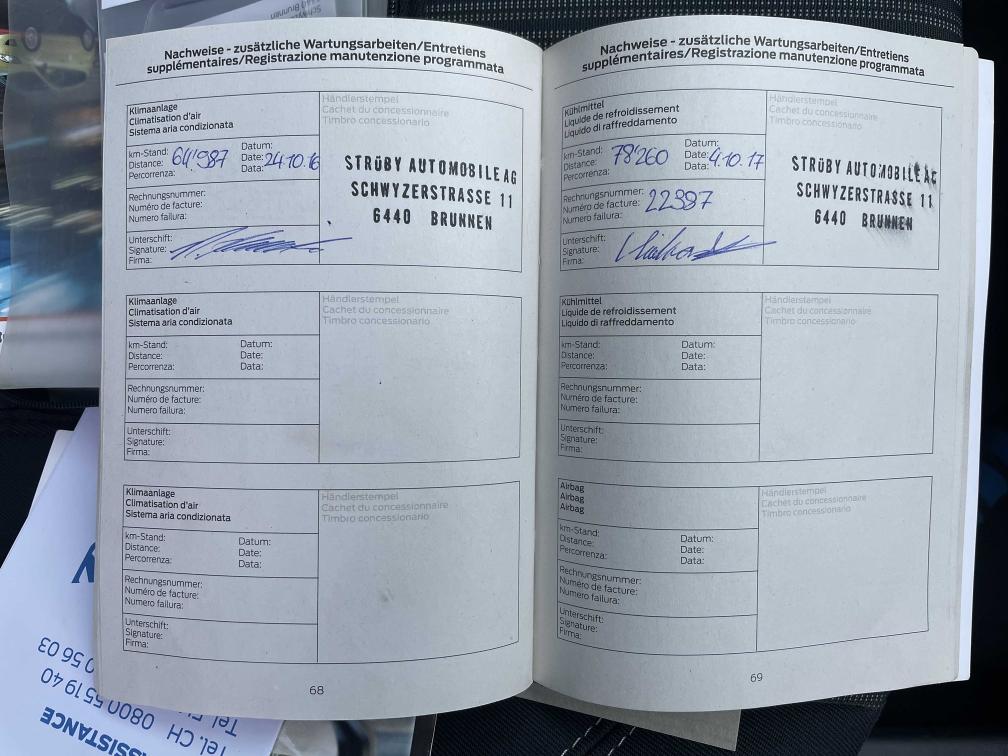 Nachweise - zusätzliche Wartungsarbeiten/Entretiens
supplémentaires/Registrazione manutenzione programmata
Klimaanlage
Climatisation d'air
Sistema aria condizionata
Händlerstempel
Cachet du concessionnaire
Timbro concessionario
km-Stand:
Distance: 64'987
Percorrenza:
Datum:
Date: 24.10.16
Data:
Rechnungsnummer:
Numéro de facture:
Numero failura:
Unterschift:
Signature:
Firma:
STRüBY AUTOMOBILE AG
SCHWYZERSTRASSE 11
6440 BRUNNEN
Klimaanlage
Climatisation d'air
Sistema aria condizionata
Händlerstempel
Cachet du concessionnaire
Timbro concessionario
km-Stand:
Distance:
Percorrenza:
Datum:
Date:
Data:
Rechnungsnummer:
Numéro de facture:
Numero failura:
Unterschift:
Signature:
Firma:
Klimaanlage
Climatisation d'air
Sistema aria condizionata
Händlerstempel
Cachet du concessionnaire
Timbro concessionario
km-Stand:
Distance:
Percorrenza:
Datum:
Date:
Data:
Rechnungsnummer:
Numéro de facture:
Numero failura:
Unterschift:
Signature:
Firma:
68
Nachweise - zusätzliche Wartungsarbeiten/Entretiens
supplémentaires/Registrazione manutenzione programmata
Kühlmittel
Liquide de refroidissement
Liquido di raffreddamento
Händlerstempel
Cachet du concessionnaire
Timbro concessionario
km-Stand:
Distance: 78'260
Percorrenza:
Datum:
Date: 4.10.17
Data:
Rechnungsnummer:
Numéro de facture: 22387
Numero failura:
Unterschift:
Signature:
Firma:
STRüBY AUTOMOBILE AG
SCHWYZERSTRASSE 11
6440 BRUNNEN
Kühlmittel
Liquide de refroidissement
Liquido di raffreddamento
Händlerstempel
Cachet du concessionnaire
Timbro concessionario
km-Stand:
Distance:
Percorrenza:
Datum:
Date:
Data:
Rechnungsnummer:
Numéro de facture:
Numero failura:
Unterschift:
Signature:
Firma:
Airbag
Airbag
Airbag
Händlerstempel
Cachet du concessionnaire
Timbro concessionario
km-Stand:
Distance:
Percorrenza:
Datum:
Date:
Data:
Rechnungsnummer:
Numéro de facture:
Numero failura:
Unterschift:
Signature:
Firma:
69
SSISTANCE
Tel. CH 0800 55 19 40
0 56 03